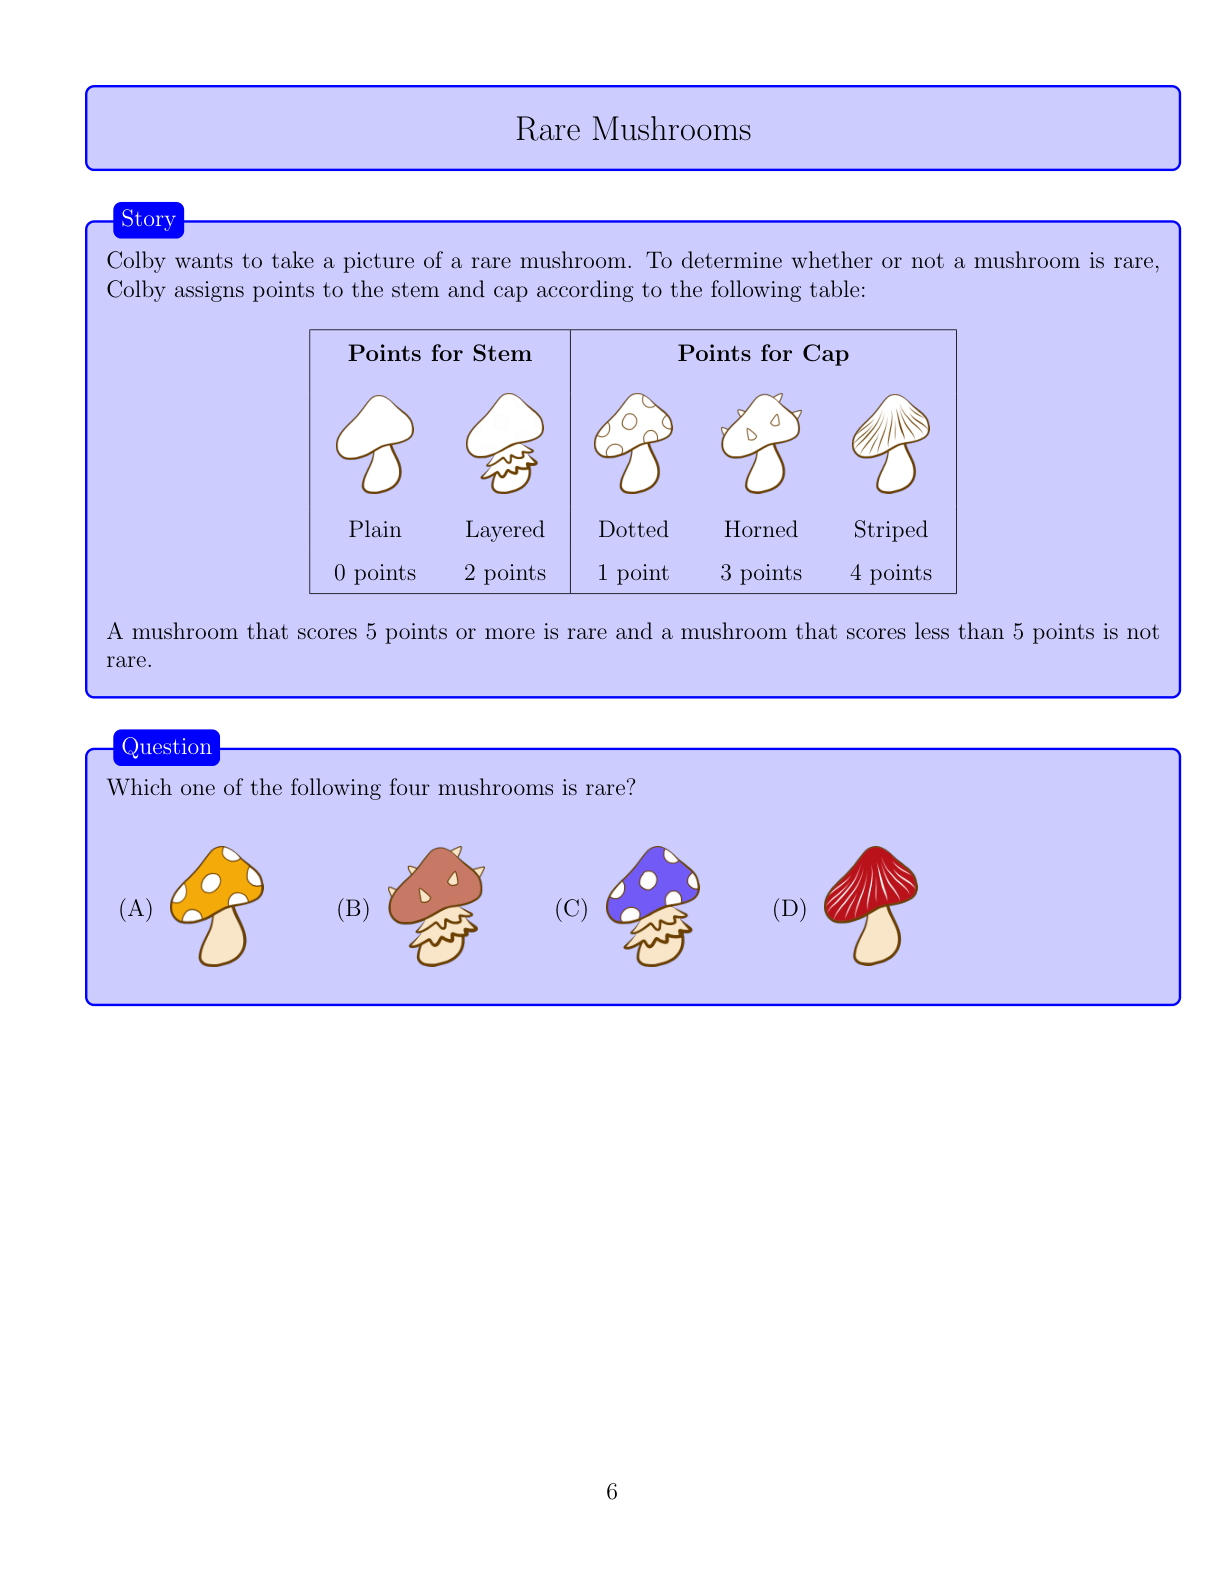 Rare Mushrooms
Story
Colby wants to take a picture of a rare mushroom. To determine whether or not a mushroom is rare,
Colby assigns points to the stem and cap according to the following table:
Points for Stem Points for Cap
Plain Layered Dotted Horned Striped
0 points 2 points 1 point 3 points 4 points
A mushroom that scores 5 points or more is rare and a mushroom that scores less than 5 points is not
rare.
Question
Which one of the following four mushrooms is rare?
(A) (B) (C) (D)
6